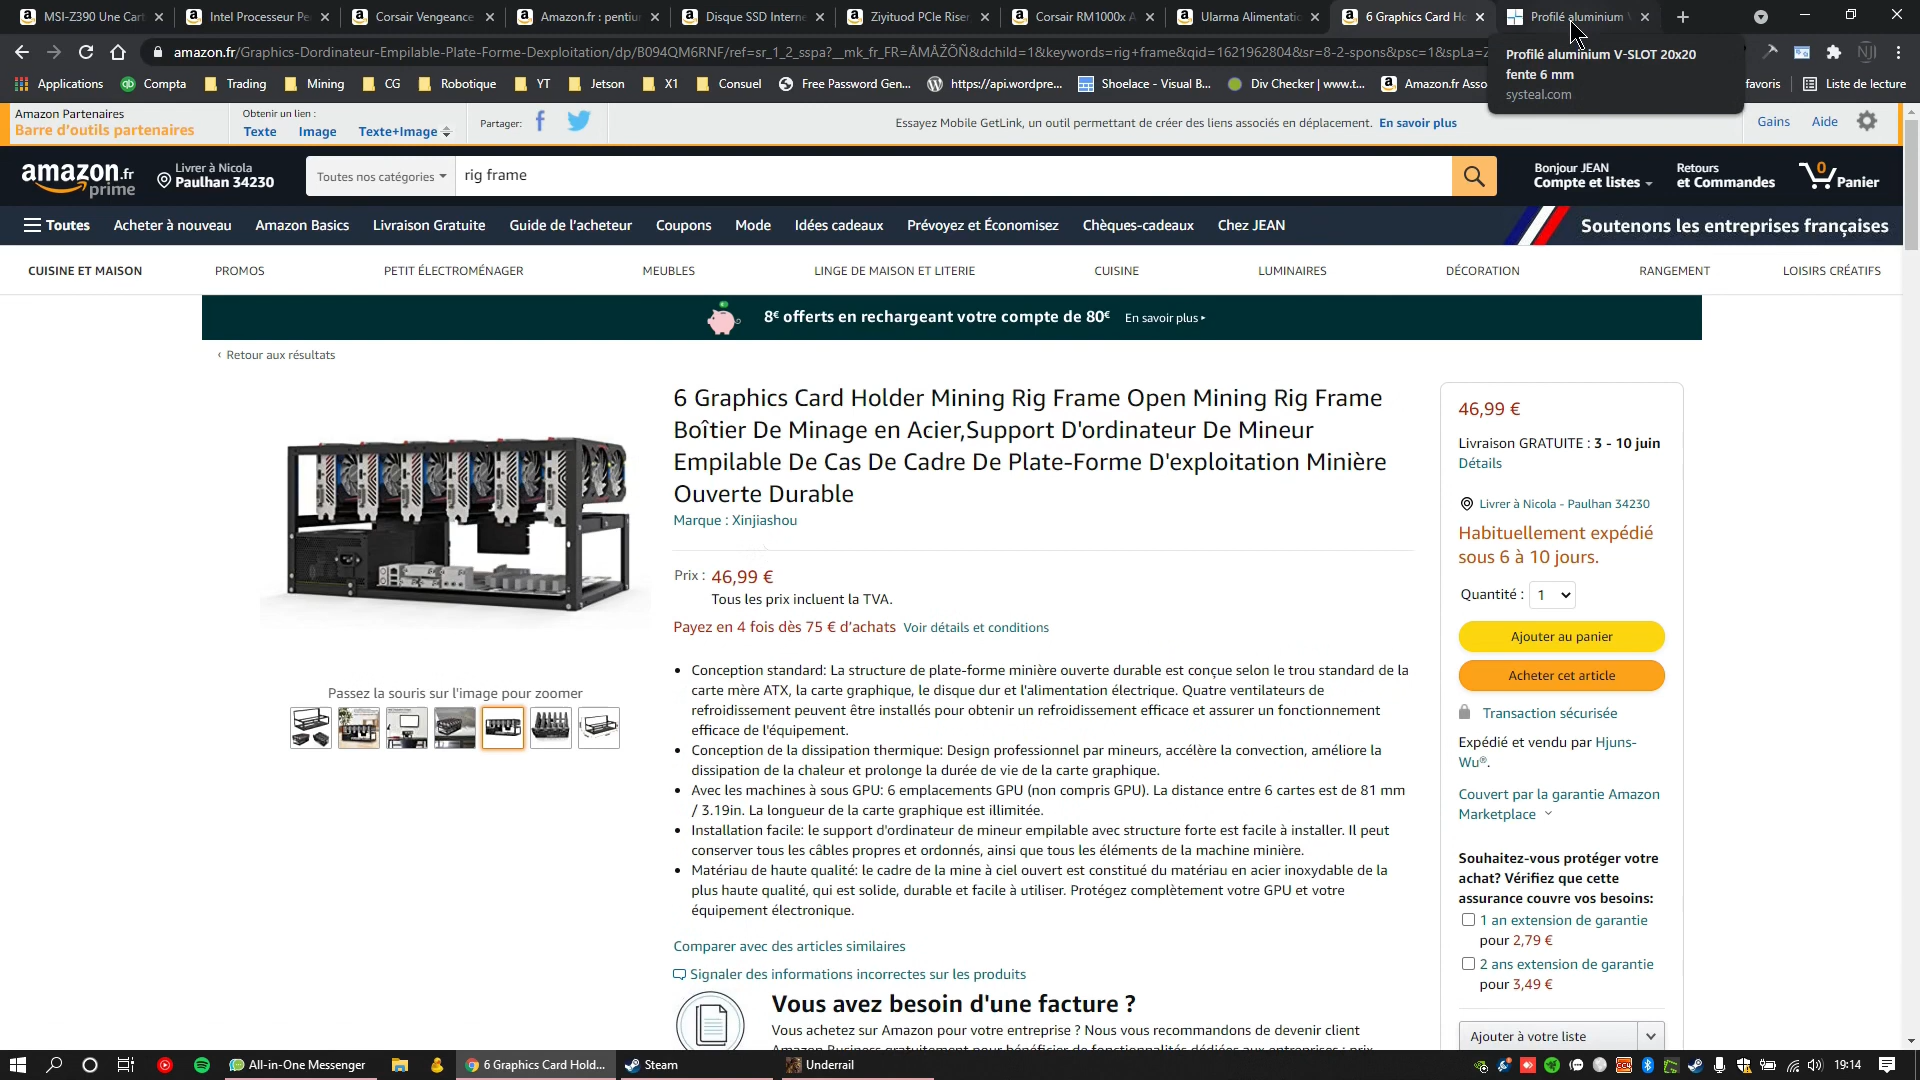 MSI-Z390 Une Cart
Intel Processeur Pe
Corsair Vengeance
Amazon.fr : pentiu
Disque SSD Interne
Ziyituod PCIe Riser
Corsair RM1000x A
Ularma Alimentatic
6 Graphics Card Ho
Profilé aluminium V
amazon.fr/Graphics-Dordinateur-Empilable-Plate-Forme-Dexploitation/dp/B094QM6RNF/ref=sr_1_2_sspa?__mk_fr_FR=ÅMÅŽÕÑ&dchild=1&keywords=rig+frame&qid=1621962804&sr=8-2-spons&psc=1&spLa=Z
Profilé aluminium V-SLOT 20x20
fente 6 mm
systeal.com
Applications
Compta
Trading
Mining
CG
Robotique
YT
Jetson
X1
Consuel
Free Password Gen...
https://api.wordpre...
Shoelace - Visual B...
Div Checker | www.t...
Amazon.fr Asso
favoris
Liste de lecture
Amazon Partenaires
Barre d'outils partenaires
Obtenir un lien :
Texte
Image
Texte+Image
Partager:
Essayez Mobile GetLink, un outil permettant de créer des liens associés en déplacement. En savoir plus
Gains
Aide
amazon.fr
prime
Livrer à Nicola
Paulhan 34230
Toutes nos catégories
rig frame
Bonjour JEAN
Compte et listes
Retours
et Commandes
0
Panier
Toutes
Acheter à nouveau
Amazon Basics
Livraison Gratuite
Guide de l'acheteur
Coupons
Mode
Idées cadeaux
Prévoyez et Économisez
Chèques-cadeaux
Chez JEAN
Soutenons les entreprises françaises
CUISINE ET MAISON
PROMOS
PETIT ÉLECTROMÉNAGER
MEUBLES
LINGE DE MAISON ET LITERIE
CUISINE
LUMINAIRES
DÉCORATION
RANGEMENT
LOISIRS CRÉATIFS
8€ offerts en rechargeant votre compte de 80€ En savoir plus ▸
‹ Retour aux résultats
6 Graphics Card Holder Mining Rig Frame Open Mining Rig Frame
Boîtier De Minage en Acier,Support D'ordinateur De Mineur
Empilable De Cas De Cadre De Plate-Forme D'exploitation Minière
Ouverte Durable
Marque : Xinjiashou
Prix : 46,99 €
Tous les prix incluent la TVA.
Payez en 4 fois dès 75 € d'achats Voir détails et conditions
• Conception standard: La structure de plate-forme minière ouverte durable est conçue selon le trou standard de la
carte mère ATX, la carte graphique, le disque dur et l'alimentation électrique. Quatre ventilateurs de
refroidissement peuvent être installés pour obtenir un refroidissement efficace et assurer un fonctionnement
efficace de l'équipement.
• Conception de la dissipation thermique: Design professionnel par mineurs, accélère la convection, améliore la
dissipation de la chaleur et prolonge la durée de vie de la carte graphique.
• Avec les machines à sous GPU: 6 emplacements GPU (non compris GPU). La distance entre 6 cartes est de 81 mm
/ 3.19in. La longueur de la carte graphique est illimitée.
• Installation facile: le support d'ordinateur de mineur empilable avec structure forte est facile à installer. Il peut
conserver tous les câbles propres et ordonnés, ainsi que tous les éléments de la machine minière.
• Matériau de haute qualité: le cadre de la mine à ciel ouvert est constitué du matériau en acier inoxydable de la
plus haute qualité, qui est solide, durable et facile à utiliser. Protégez complètement votre GPU et votre
équipement électronique.
Comparer avec des articles similaires
Signaler des informations incorrectes sur les produits
Vous avez besoin d'une facture ?
Vous achetez sur Amazon pour votre entreprise ? Nous vous recommandons de devenir client
Passez la souris sur l'image pour zoomer
46,99 €
Livraison GRATUITE : 3 - 10 juin
Détails
Livrer à Nicola - Paulhan 34230
Habituellement expédié
sous 6 à 10 jours.
Quantité : 1
Ajouter au panier
Acheter cet article
Transaction sécurisée
Expédié et vendu par Hjuns-
Wu®.
Couvert par la garantie Amazon
Marketplace
Souhaitez-vous protéger votre
achat? Vérifiez que cette
assurance couvre vos besoins:
1 an extension de garantie
pour 2,79 €
2 ans extension de garantie
pour 3,49 €
Ajouter à votre liste
All-in-One Messenger
6 Graphics Card Hold...
Steam
Underrail
19:14